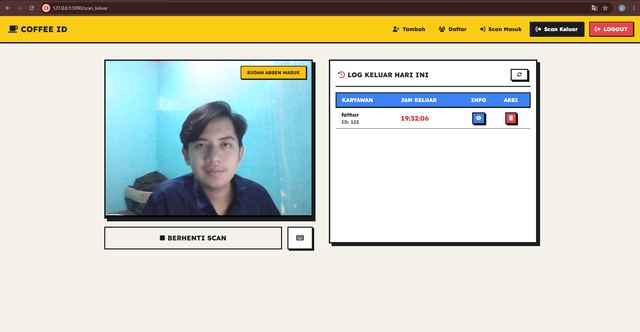 127.0.0.1:5000/scan_keluar
COFFEE ID
Tambah
Daftar
Scan Masuk
Scan Keluar
LOGOUT
SUDAH ABSEN MASUK
BERHENTI SCAN
LOG KELUAR HARI INI
KARYAWAN JAM KELUAR INFO AKSI
fathur
ID: 123
19:32:06